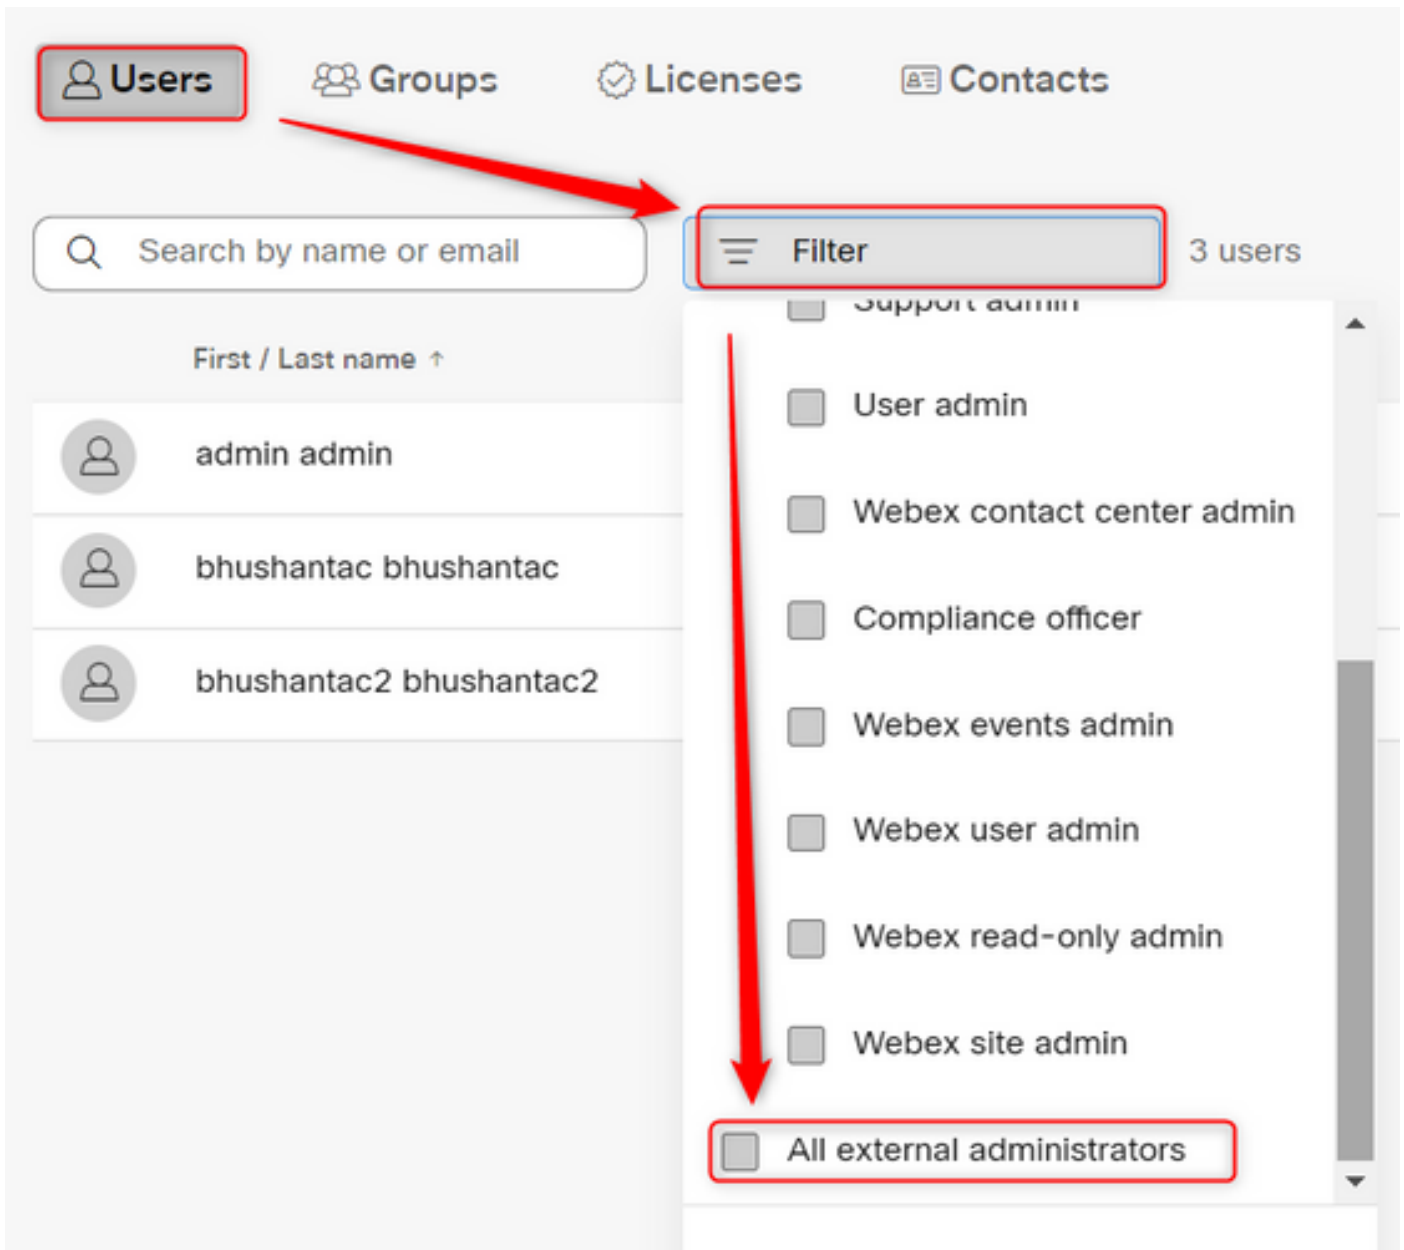 Users Groups Licenses Contacts
Search by name or email Filter 3 users
Support admin
First / Last name ↑
User admin
admin admin
Webex contact center admin
bhushantac bhushantac
Compliance officer
bhushantac2 bhushantac2
Webex events admin
Webex user admin
Webex read-only admin
Webex site admin
All external administrators